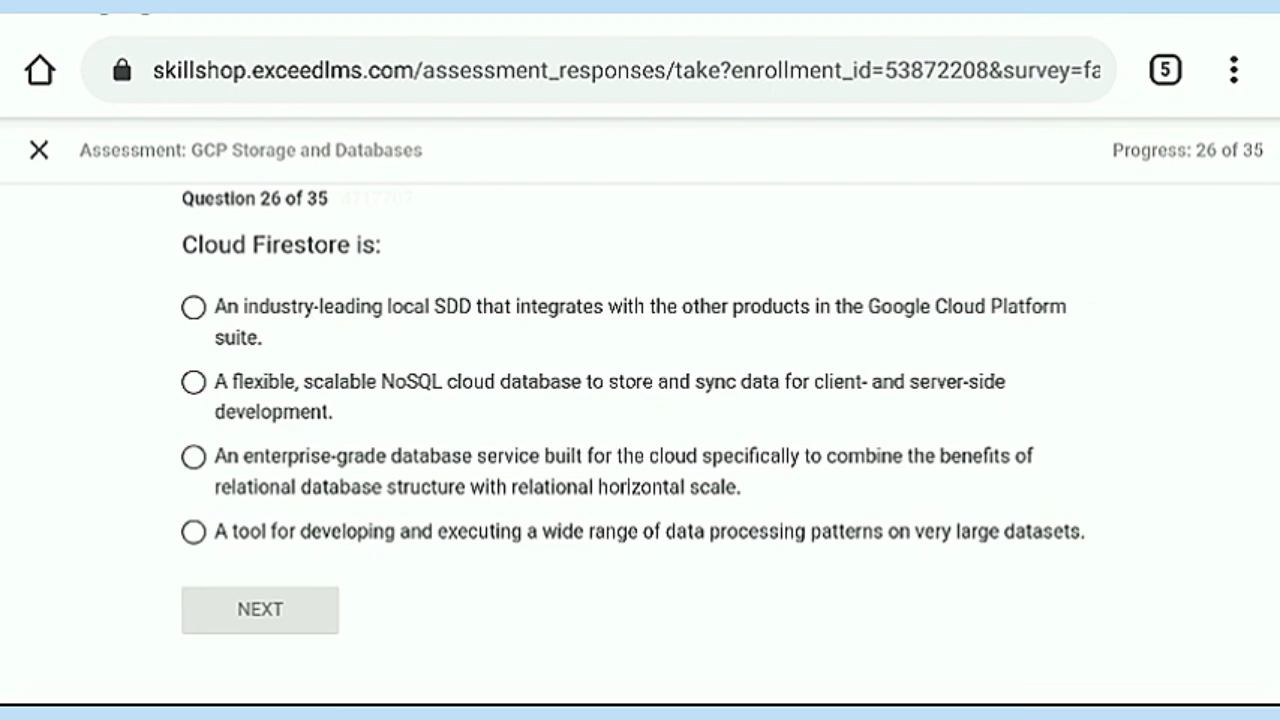 skillshop.exceedlms.com/assessment_responses/take?enrollment_id=53872208&survey=fa
5
Assessment: GCP Storage and Databases
Progress: 26 of 35
Question 26 of 35
Cloud Firestore is:
An industry-leading local SDD that integrates with the other products in the Google Cloud Platform
suite.
A flexible, scalable NoSQL cloud database to store and sync data for client- and server-side
development.
An enterprise-grade database service built for the cloud specifically to combine the benefits of
relational database structure with relational horizontal scale.
A tool for developing and executing a wide range of data processing patterns on very large datasets.
NEXT